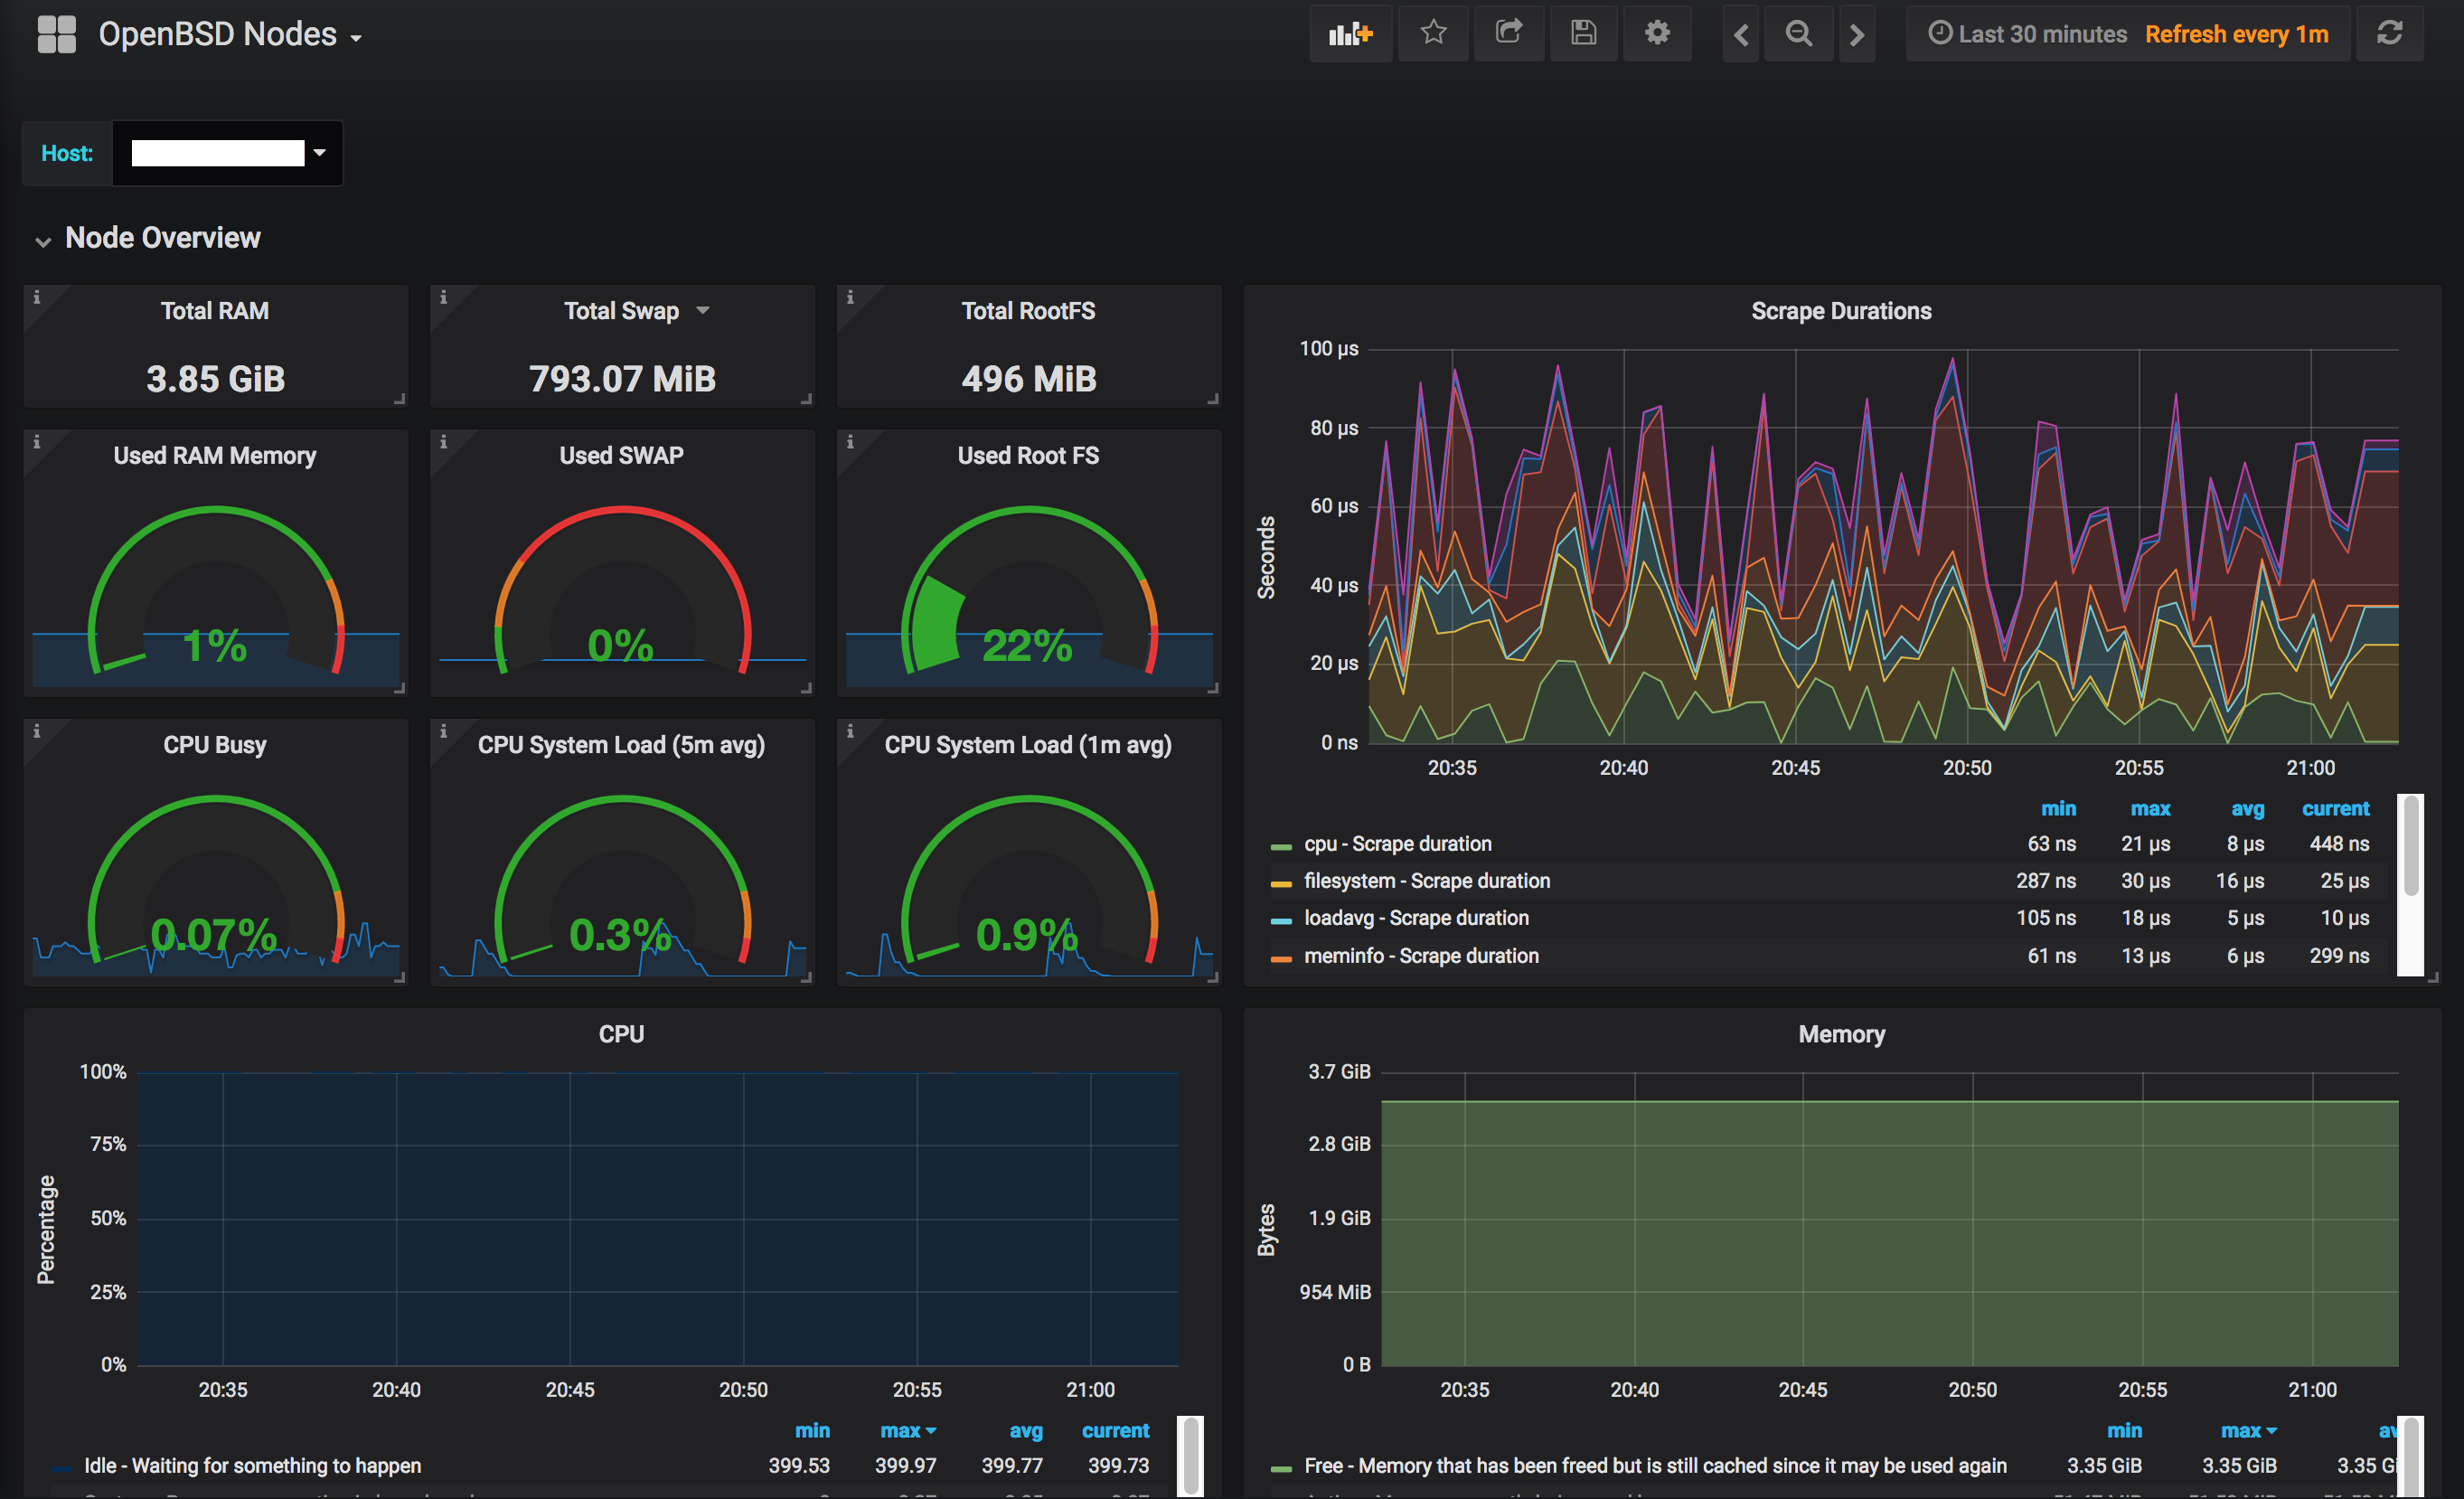 OpenBSD Nodes
Last 30 minutes Refresh every 1m
Host:
Node Overview
Total RAM
3.85 GiB
Total Swap
793.07 MiB
Total RootFS
496 MiB
Used RAM Memory
1%
Used SWAP
0%
Used Root FS
22%
CPU Busy
0.07%
CPU System Load (5m avg)
0.3%
CPU System Load (1m avg)
0.9%
Scrape Durations
Seconds
100 µs
80 µs
60 µs
40 µs
20 µs
0 ns
20:35 20:40 20:45 20:50 20:55 21:00
min max avg current
cpu - Scrape duration 63 ns 21 µs 8 µs 448 ns
filesystem - Scrape duration 287 ns 30 µs 16 µs 25 µs
loadavg - Scrape duration 105 ns 18 µs 5 µs 10 µs
meminfo - Scrape duration 61 ns 13 µs 6 µs 299 ns
CPU
Percentage
100%
75%
50%
25%
0%
20:35 20:40 20:45 20:50 20:55 21:00
min max avg current
Idle - Waiting for something to happen 399.53 399.97 399.77 399.73
Memory
Bytes
3.7 GiB
2.8 GiB
1.9 GiB
954 MiB
0 B
20:35 20:40 20:45 20:50 20:55 21:00
min max
Free - Memory that has been freed but is still cached since it may be used again 3.35 GiB 3.35 GiB 3.35